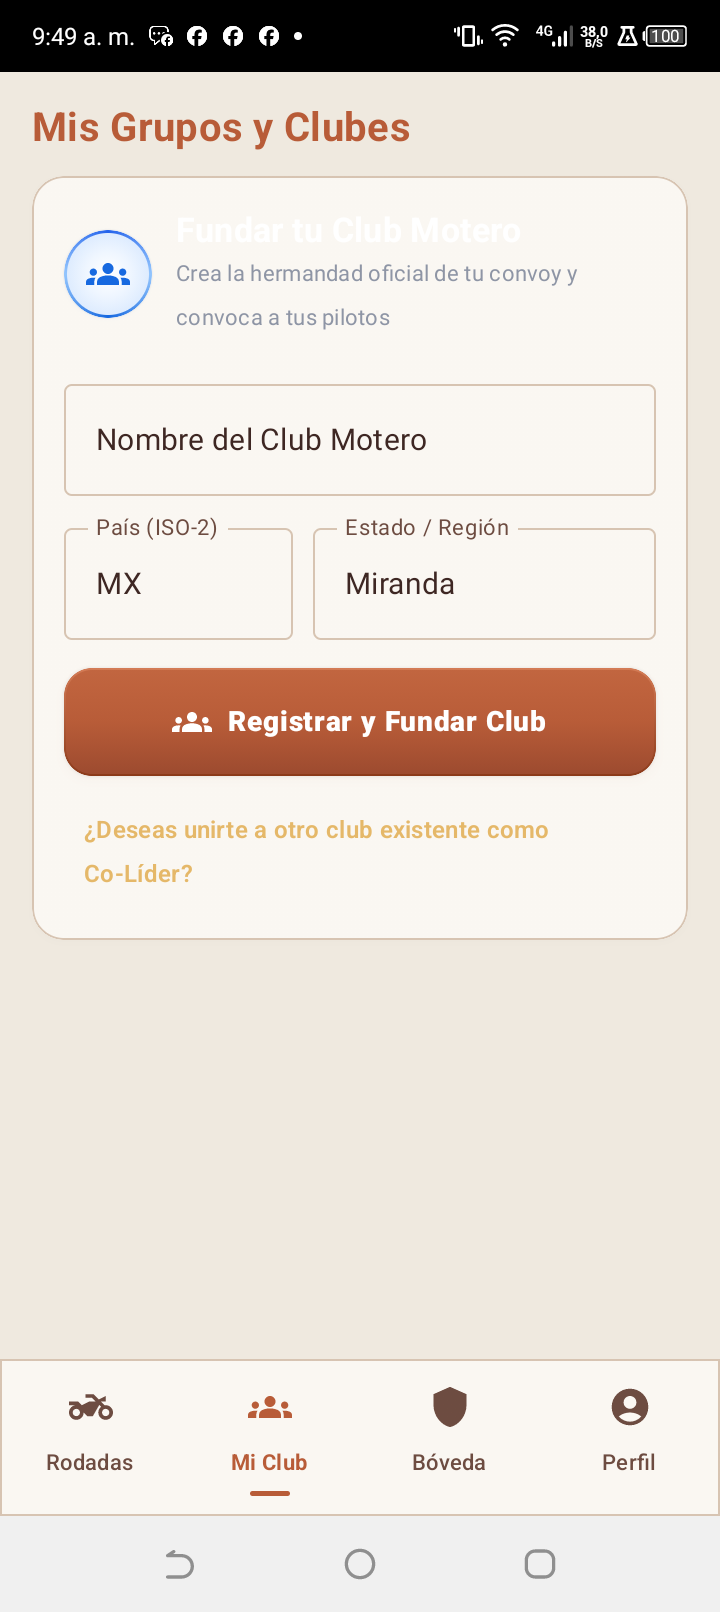 9:49 a. m.
4G
38,0
B/S
100
Mis Grupos y Clubes
Fundar tu Club Motero
Crea la hermandad oficial de tu convoy y
convoca a tus pilotos
Nombre del Club Motero
País (ISO-2)
Estado / Región
MX
Miranda
Registrar y Fundar Club
¿Deseas unirte a otro club existente como
Co-Líder?
Rodadas
Mi Club
Bóveda
Perfil